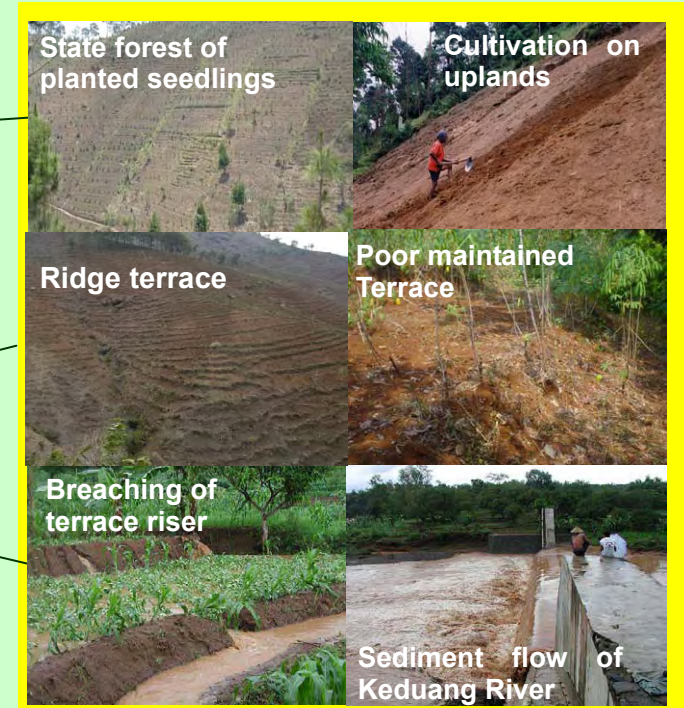 State forest of
planted seedlings
Cultivation on
uplands
Ridge terrace
Poor maintained
Terrace
Breaching of
terrace riser
Sediment flow of
Keduang River